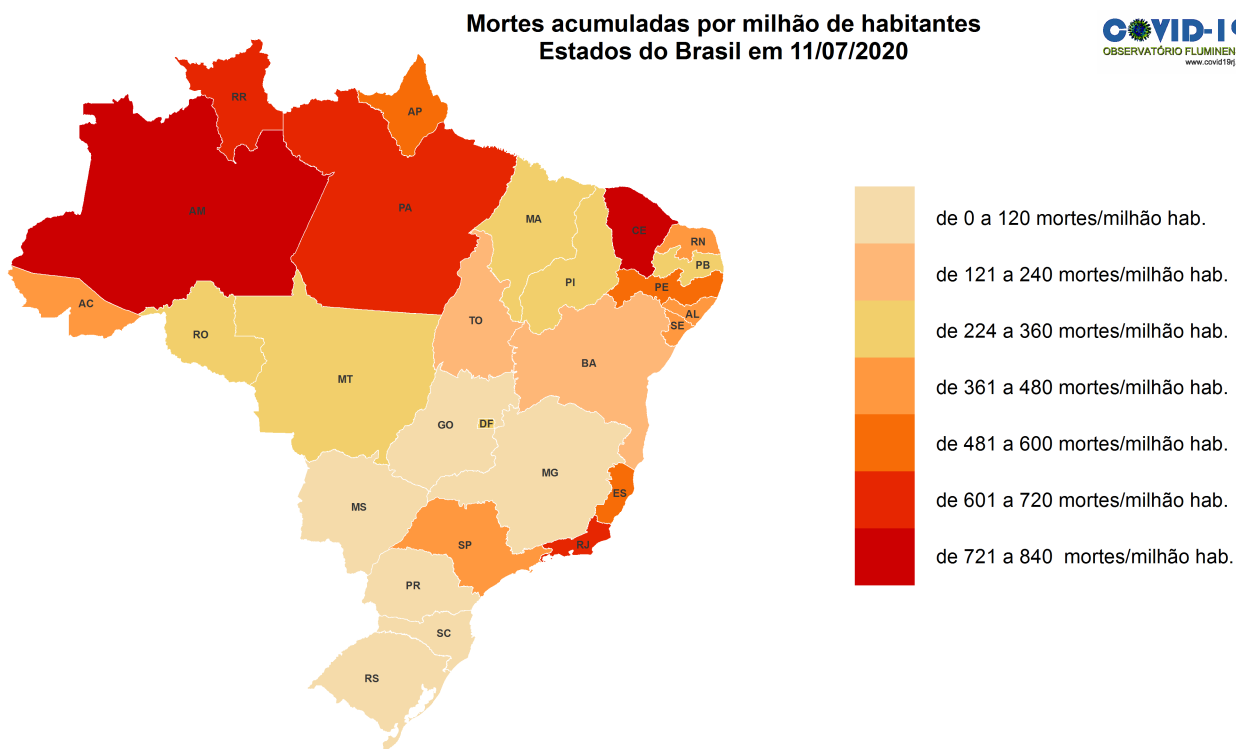 Mortes acumuladas por milhão de habitantes
Estados do Brasil em 11/07/2020
COVID-19
OBSERVATÓRIO FLUMINEN
www.covid19rj
RR
AP
AM
PA
MA
CE
RN
PB
PI
PE
AC
AL
SE
TO
RO
BA
MT
GO
DF
MG
ES
MS
SP
RJ
PR
SC
RS
de 0 a 120 mortes/milhão hab.
de 121 a 240 mortes/milhão hab.
de 224 a 360 mortes/milhão hab.
de 361 a 480 mortes/milhão hab.
de 481 a 600 mortes/milhão hab.
de 601 a 720 mortes/milhão hab.
de 721 a 840 mortes/milhão hab.